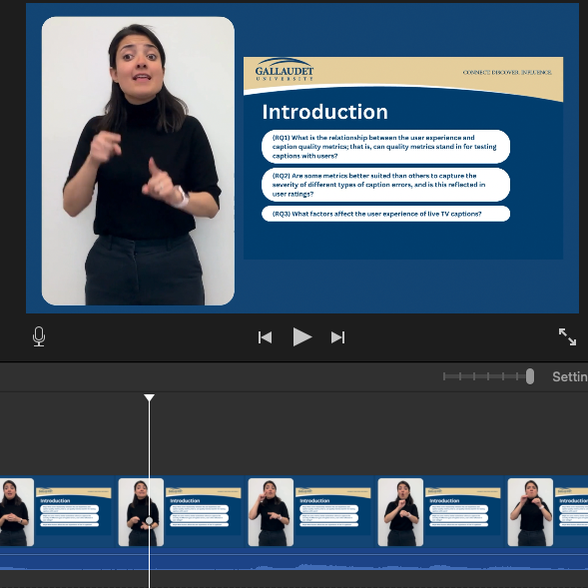 GALLAUDET
UNIVERSITY
CONNECT. DISCOVER. INFLUENCE.
Introduction
(RQ1) What is the relationship between the user experience and
caption quality metrics; that is, can quality metrics stand in for testing
captions with users?
(RQ2) Are some metrics better suited than others to capture the
severity of different types of caption errors, and is this reflected in
user ratings?
(RQ3) What factors affect the user experience of live TV captions?
Settin
Introduction
Introduction
Introduction
Introduction
Introduction